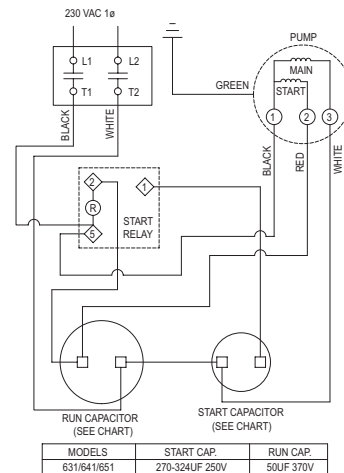 230 VAC 1ø
L1 L2
T1 T2
BLACK
WHITE
GREEN
PUMP
MAIN
START
1 2 3
BLACK
RED
WHITE
2 1
R
5
START
RELAY
RUN CAPACITOR
(SEE CHART)
START CAPACITOR
(SEE CHART)
MODELS START CAP. RUN CAP.
631/641/651 270-324UF 250V 50UF 370V